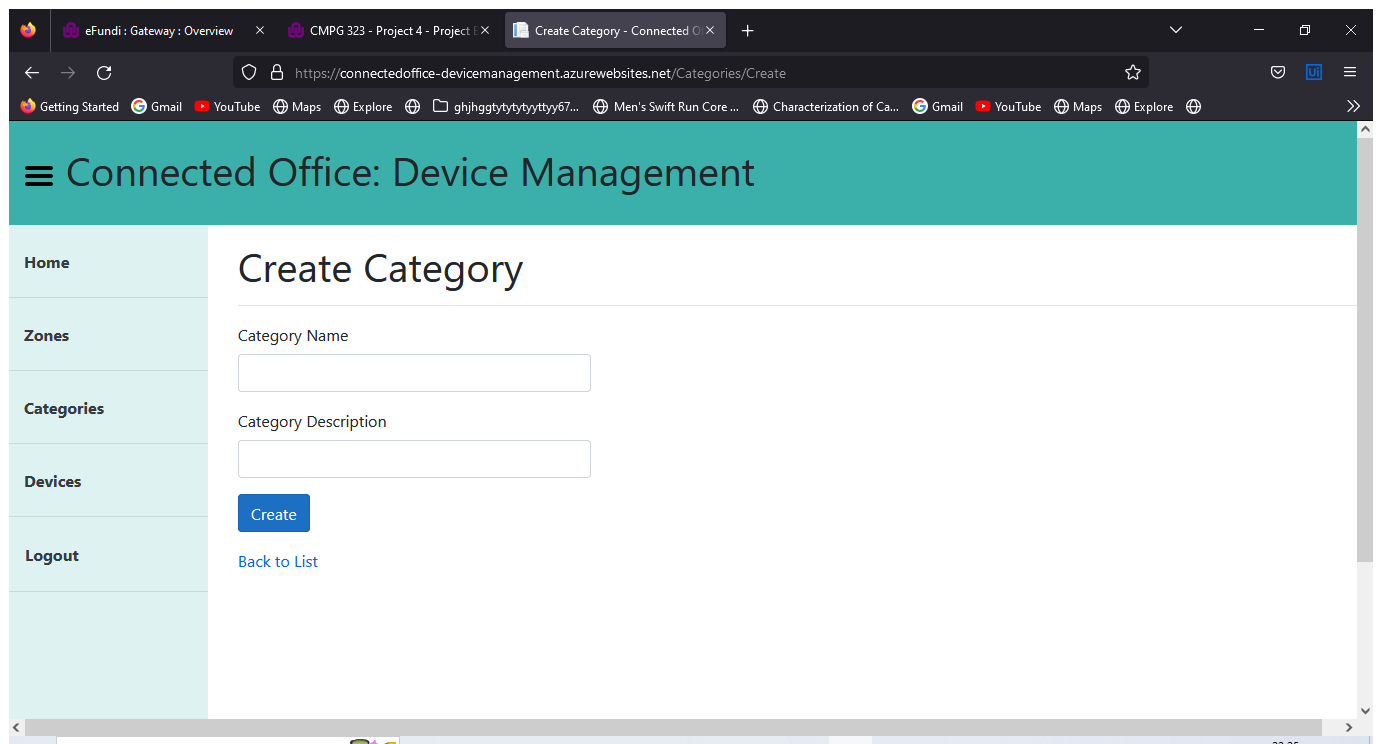 eFundi : Gateway : Overview
CMPG 323 - Project 4 - Project E
Create Category - Connected O
https://connectedoffice-devicemanagement.azurewebsites.net/Categories/Create
Ui
Getting Started Gmail YouTube Maps Explore ghjhggtytytyyttyy67... Men's Swift Run Core ... Characterization of Ca... Gmail YouTube Maps Explore
Connected Office: Device Management
Home
Zones
Categories
Devices
Logout
Create Category
Category Name
Category Description
Create
Back to List